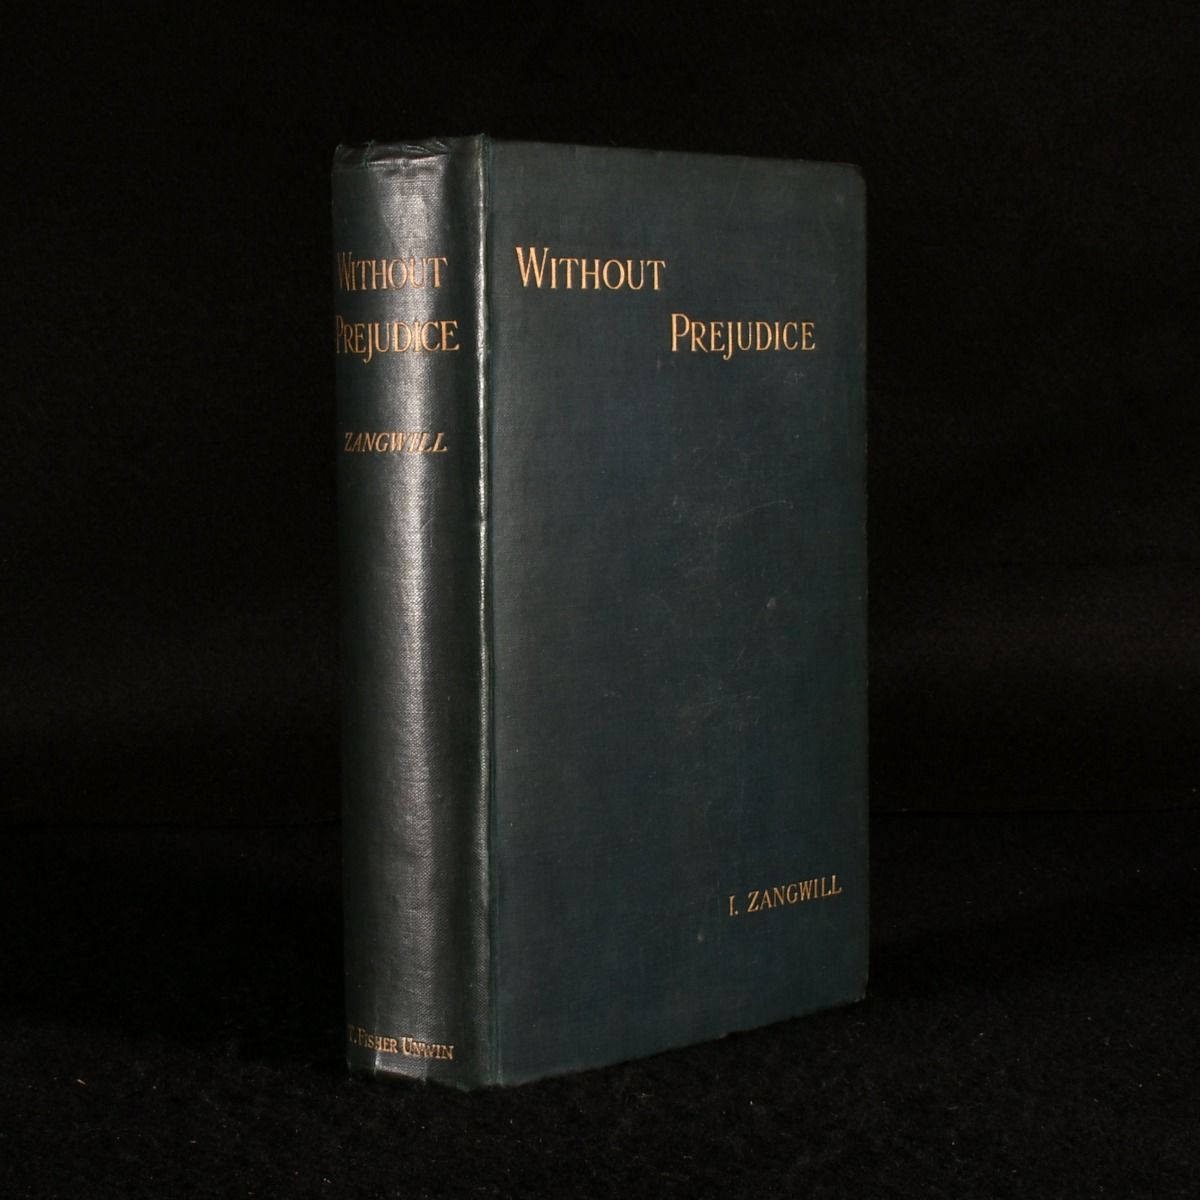 WITHOUT
PREJUDICE
ZANGWILL
T. FISHER UNWIN
WITHOUT
PREJUDICE
I. ZANGWILL